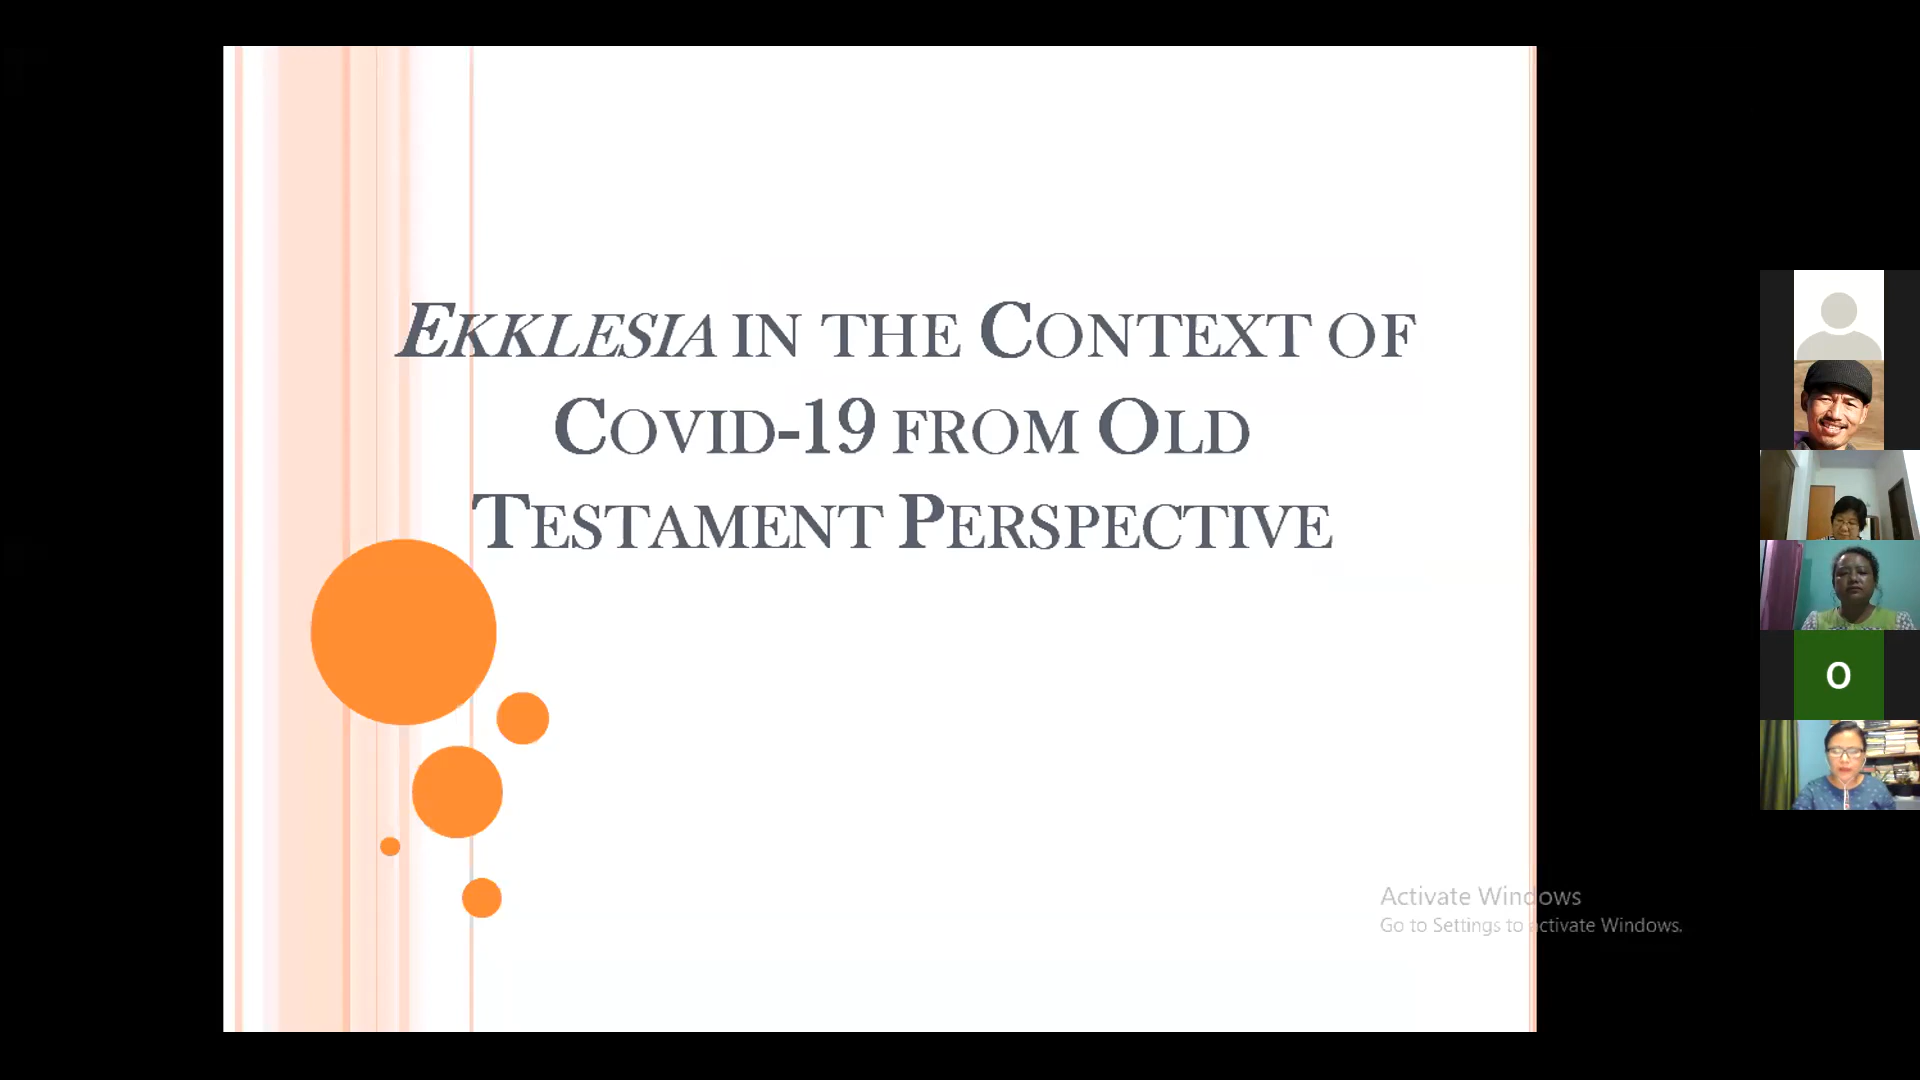 Ekklesia in the Context of
Covid-19 from Old
Testament Perspective
O
Activate Windows
Go to Settings to activate Windows.